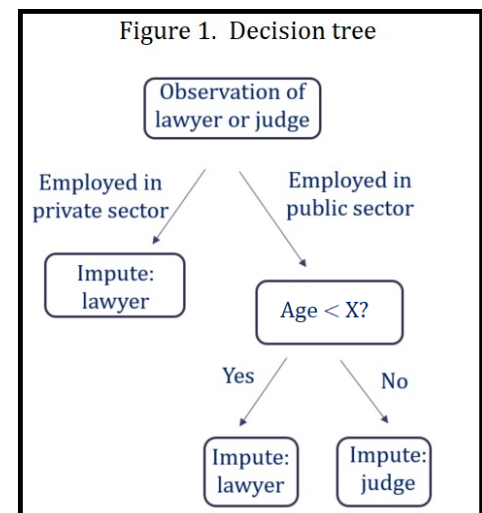 Figure 1. Decision tree
Observation of
lawyer or judge
Employed in
private sector
Employed in
public sector
Impute:
lawyer
Age < X?
Yes
No
Impute:
lawyer
Impute:
judge